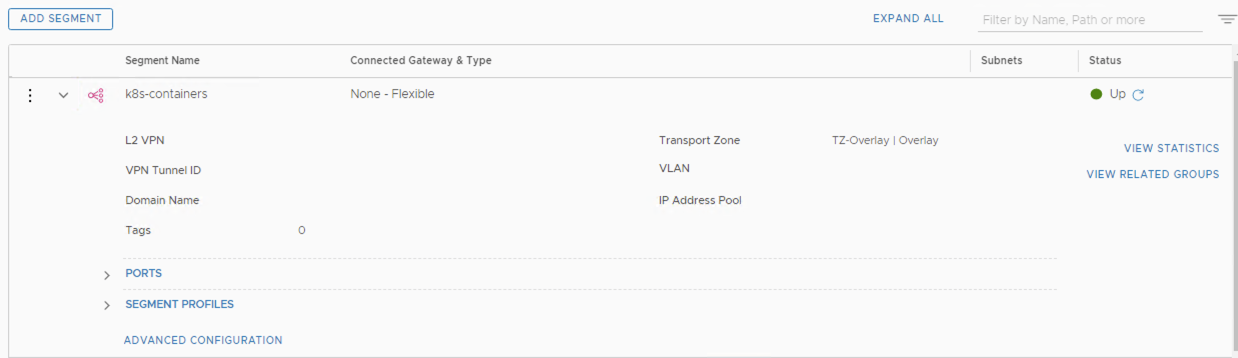 ADD SEGMENT EXPAND ALL Filter by Name, Path or more
Segment Name Connected Gateway & Type Subnets Status
k8s-containers None - Flexible Up
L2 VPN Transport Zone TZ-Overlay | Overlay
VIEW STATISTICS
VPN Tunnel ID VLAN
VIEW RELATED GROUPS
Domain Name IP Address Pool
Tags 0
PORTS
SEGMENT PROFILES
ADVANCED CONFIGURATION